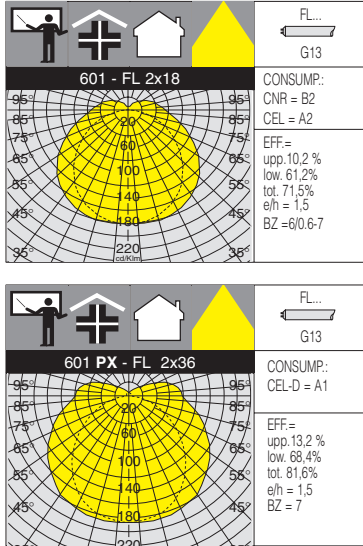 FL...
G13
601 - FL 2x18
CONSUMP.:
CNR = B2
CEL = A2
EFF.=
upp.10,2 %
low. 61,2%
tot. 71,5%
e/h = 1,5
BZ =6/0.6-7
95° 95°
85° 85°
75° 75°
65° 65°
55° 55°
45° 45°
35° 35°
20
60
100
140
180
220
cd/Klm
FL...
G13
601 PX - FL 2x36
CONSUMP.:
CEL-D = A1
EFF.=
upp.13,2 %
low. 68,4%
tot. 81,6%
e/h = 1,5
BZ = 7
95° 95°
85° 85°
75° 75°
65° 65°
55° 55°
45° 45°
20
60
100
140
180
220